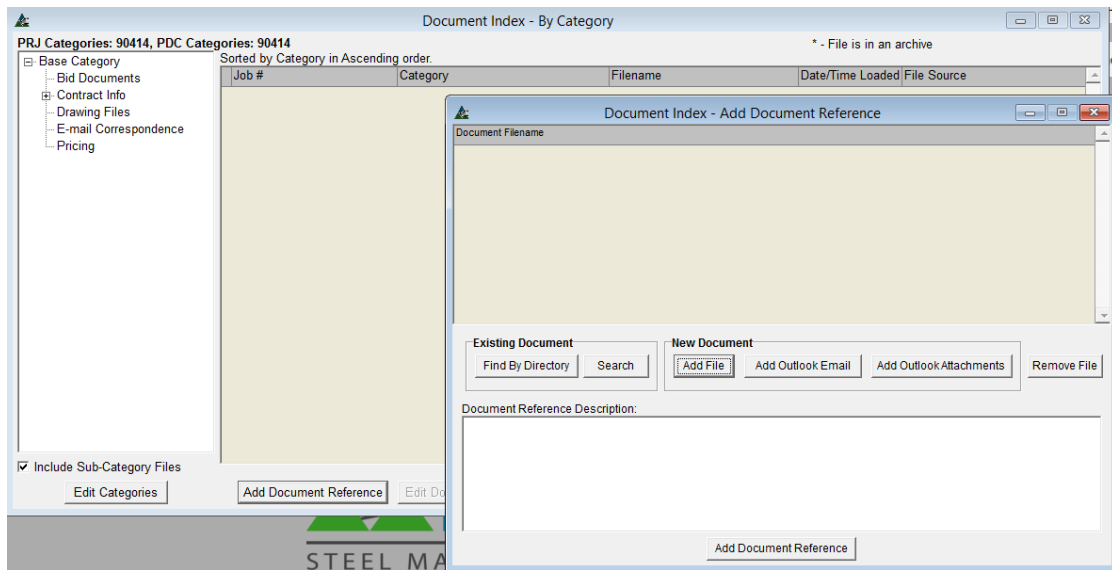 Document Index - By Category
PRJ Categories: 90414, PDC Categories: 90414
* - File is in an archive
Base Category
Bid Documents
Contract Info
Drawing Files
E-mail Correspondence
Pricing
Sorted by Category in Ascending order.
Job # Category Filename Date/Time Loaded File Source
Include Sub-Category Files
Edit Categories
Add Document Reference
Edit Do
Document Index - Add Document Reference
Document Filename
Existing Document
Find By Directory Search
New Document
Add File Add Outlook Email Add Outlook Attachments
Remove File
Document Reference Description:
Add Document Reference
STEEL MA